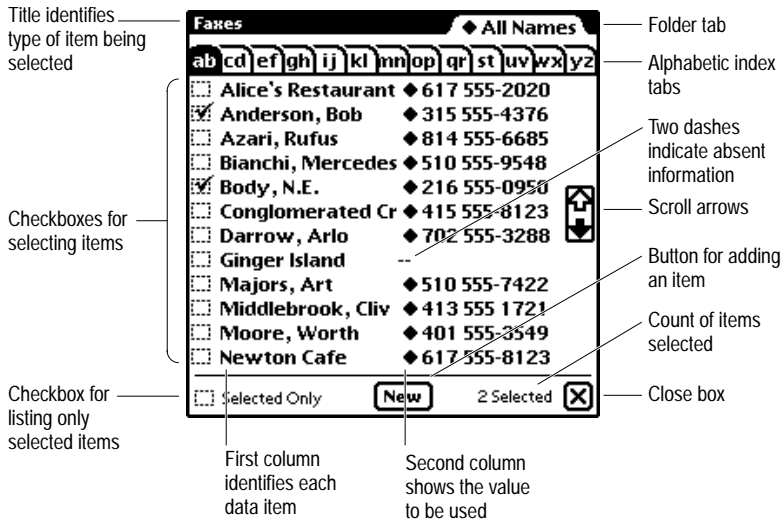 Title identifies
type of item being
selected
Faxes
◆ All Names
Folder tab
ab cd ef gh ij kl mn op qr st uv wx yz
Alphabetic index
tabs
Alice's Restaurant ◆ 617 555-2020
Anderson, Bob ◆ 315 555-4376
Azari, Rufus ◆ 814 555-6685
Bianchi, Mercedes ◆ 510 555-9548
Body, N.E. ◆ 216 555-0950
Conglomerated Cr ◆ 415 555-8123
Darrow, Arlo ◆ 702 555-3288
Ginger Island --
Majors, Art ◆ 510 555-7422
Middlebrook, Cliv ◆ 413 555 1721
Moore, Worth ◆ 401 555-3549
Newton Cafe ◆ 617 555-8123
Two dashes
indicate absent
information
Checkboxes for
selecting items
Scroll arrows
Button for adding
an item
Count of items
selected
Checkbox for
listing only
selected items
Selected Only New 2 Selected
Close box
First column
identifies each
data item
Second column
shows the value
to be used